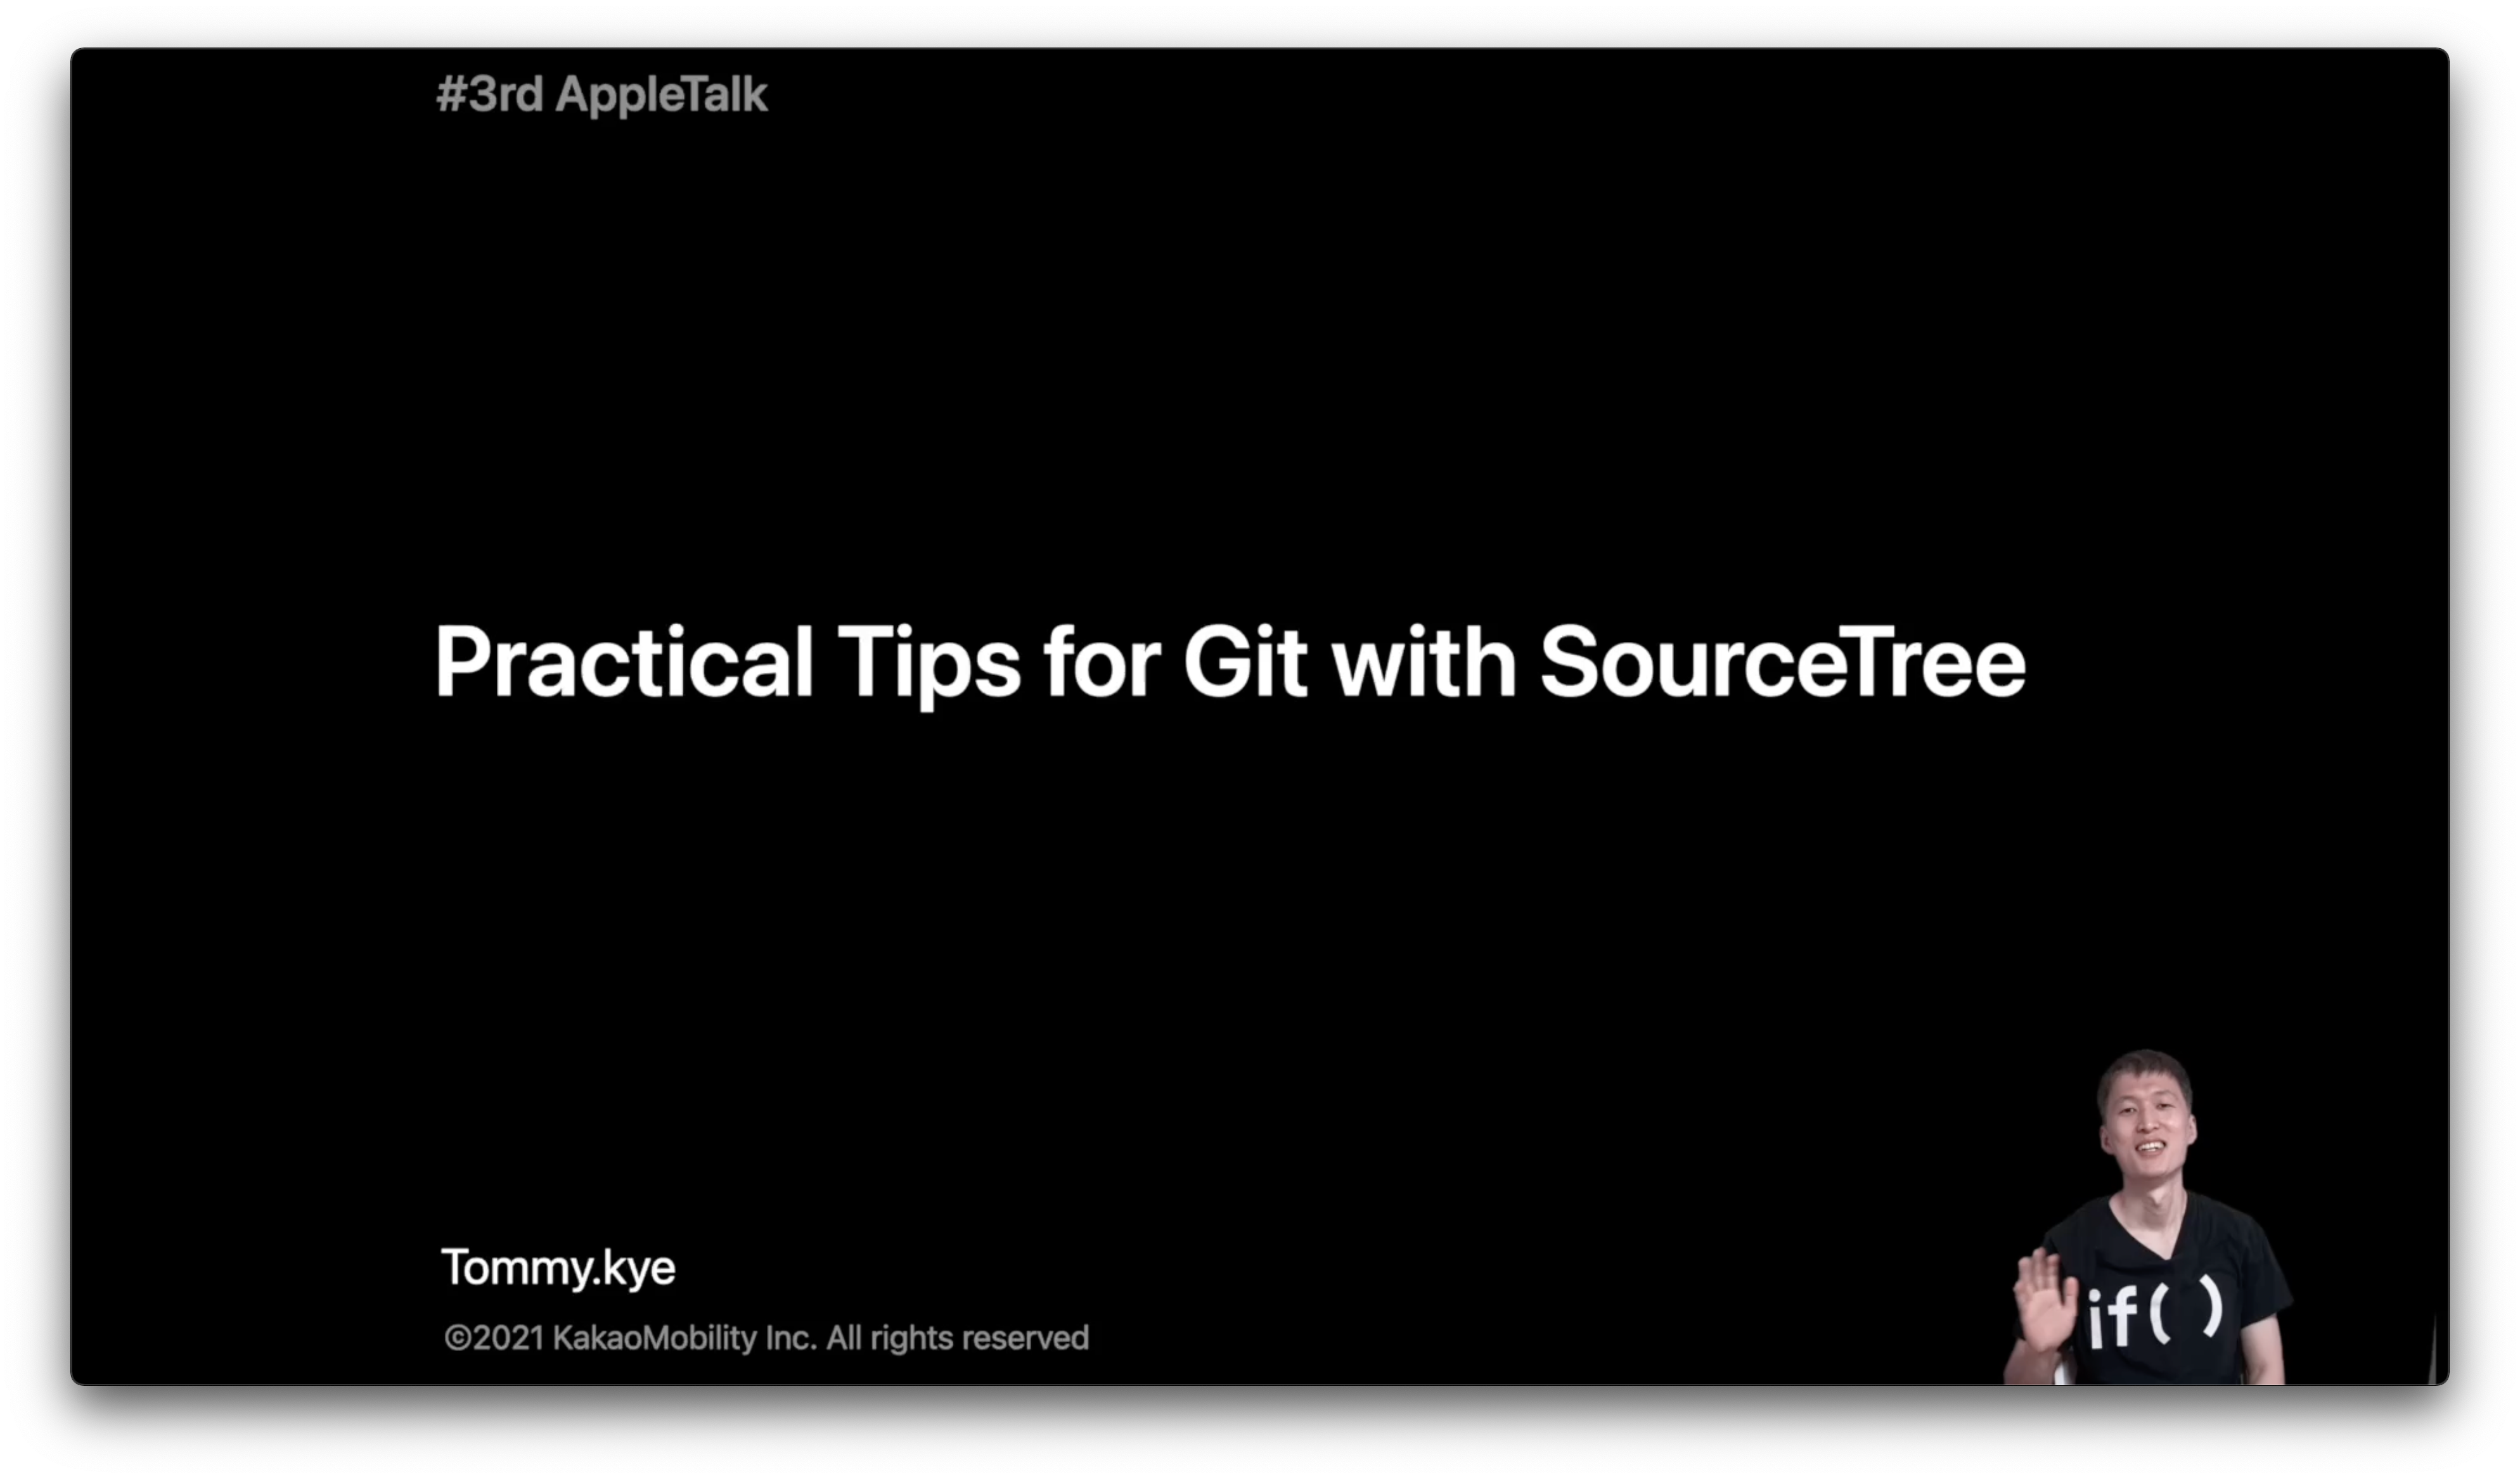 #3rd AppleTalk
Practical Tips for Git with SourceTree
Tommy.kye
©2021 KakaoMobility Inc. All rights reserved
if( )